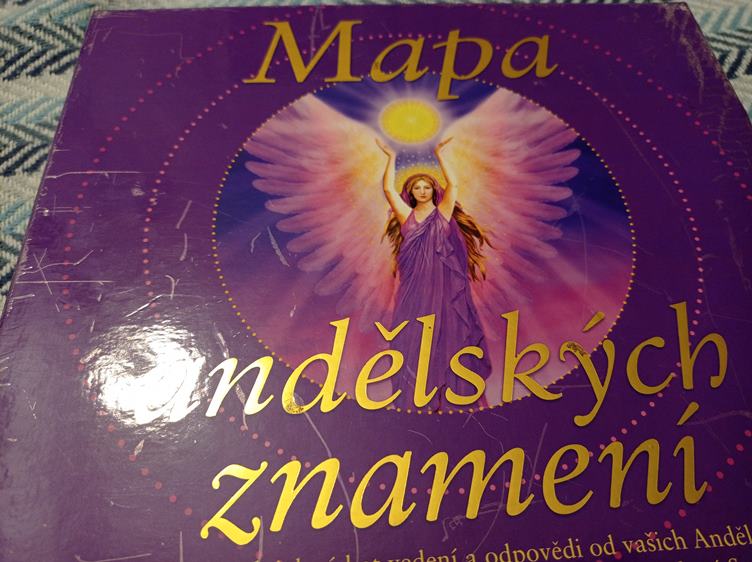 Mapa
andělských
znamení
vedení a odpovědi od vašich